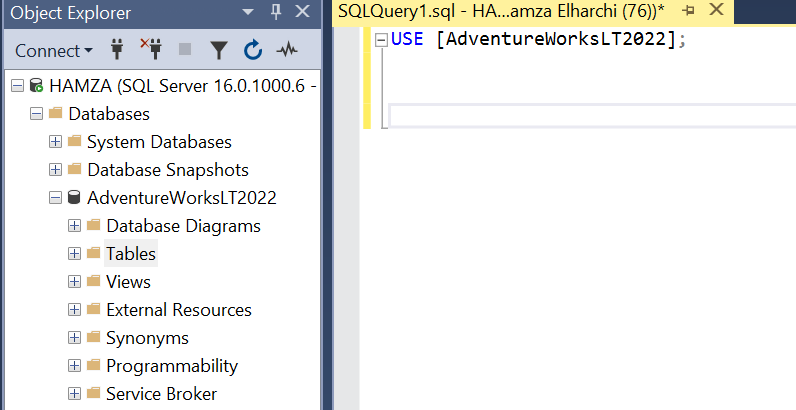 Object Explorer
Connect
HAMZA (SQL Server 16.0.1000.6 -
Databases
System Databases
Database Snapshots
AdventureWorksLT2022
Database Diagrams
Tables
Views
External Resources
Synonyms
Programmability
Service Broker
SQLQuery1.sql - HA...amza Elharchi (76))*
USE [AdventureWorksLT2022];